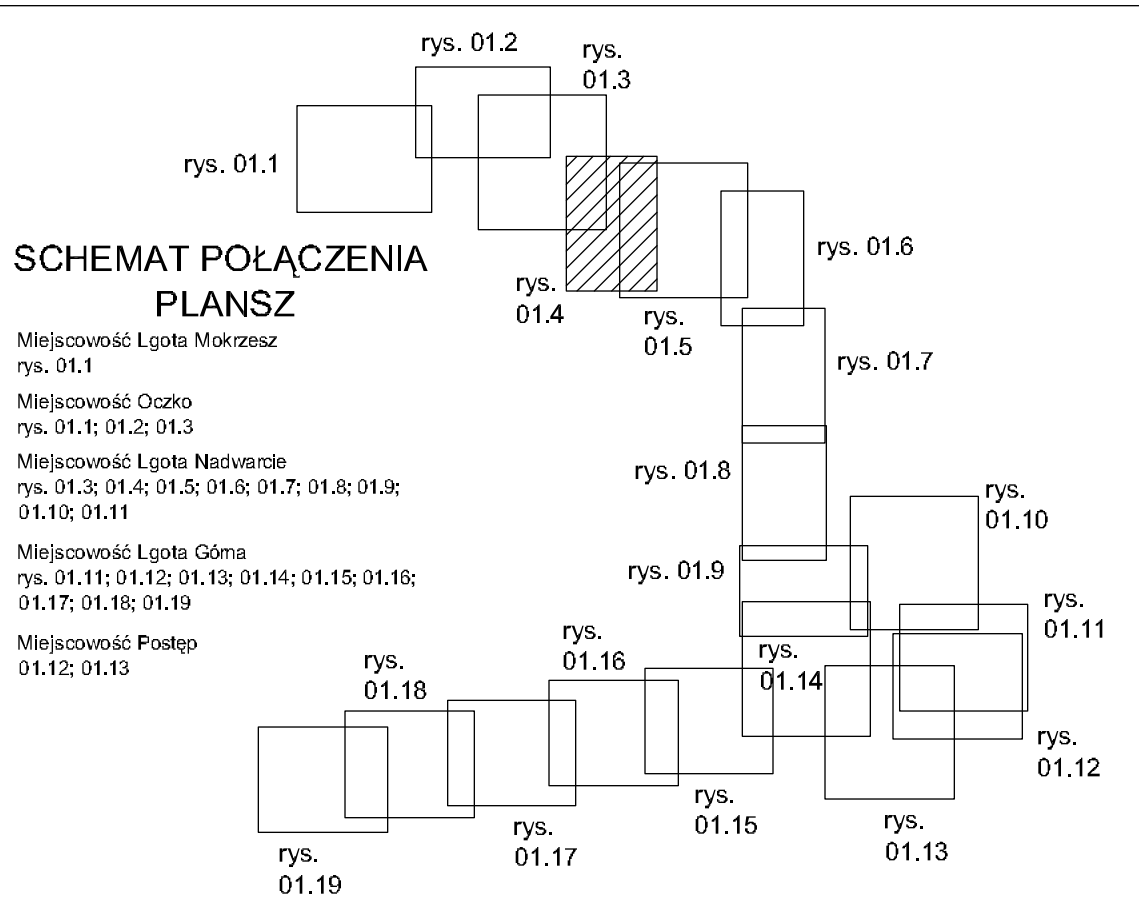 rys. 01.2
rys.
01.3
rys. 01.1
rys. 01.6
SCHEMAT POŁĄCZENIA
PLANSZ
rys.
01.4
rys.
01.5
Miejscowość Lgota Mokrzesz
rys. 01.1
rys. 01.7
Miejscowość Oczko
rys. 01.1; 01.2; 01.3
Miejscowość Lgota Nadwarcie
rys. 01.3; 01.4; 01.5; 01.6; 01.7; 01.8; 01.9;
01.10; 01.11
rys. 01.8
rys.
01.10
Miejscowość Lgota Górna
rys. 01.11; 01.12; 01.13; 01.14; 01.15; 01.16;
01.17; 01.18; 01.19
rys. 01.9
rys.
01.11
Miejscowość Postęp
01.12; 01.13
rys.
01.16
rys.
01.14
rys.
01.18
rys.
01.12
rys.
01.15
rys.
01.17
rys.
01.13
rys.
01.19